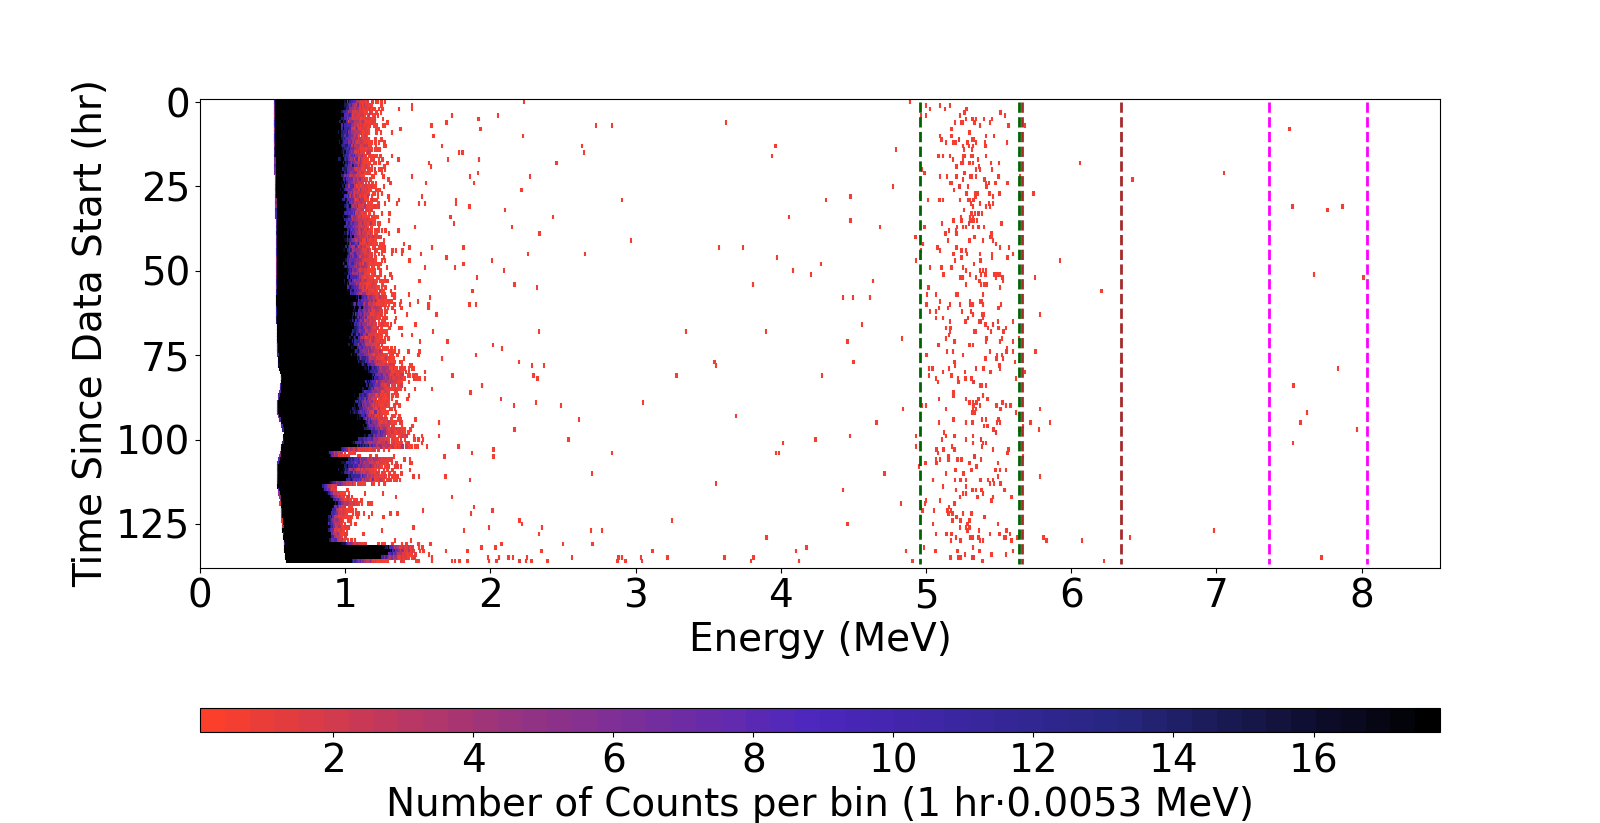 Time Since Data Start (hr)
0
25
50
75
100
125
0 1 2 3 4 5 6 7 8
Energy (MeV)
2 4 6 8 10 12 14 16
Number of Counts per bin (1 hr·0.0053 MeV)